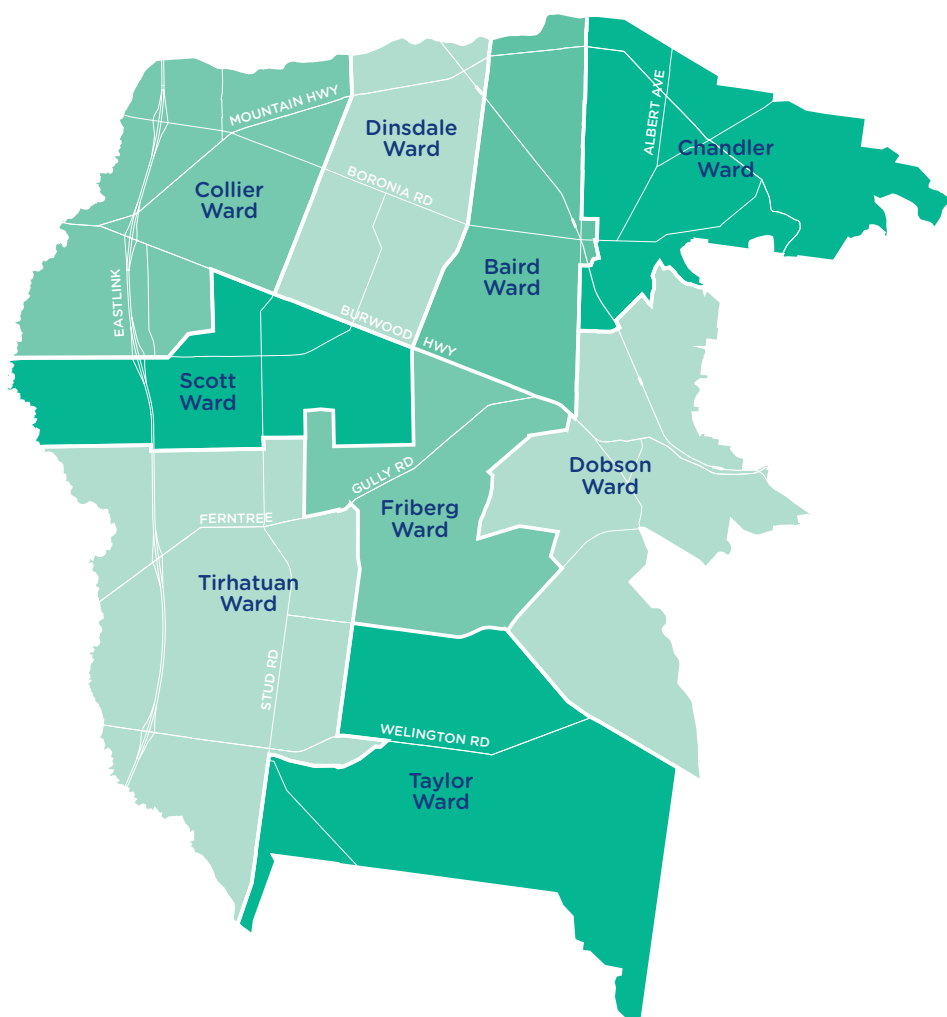 MOUNTAIN HWY
Dinsdale
Ward
ALBERT AVE
Chandler
Ward
Collier
Ward
BORONIA RD
Baird
Ward
EASTLINK
BURWOOD HWY
Scott
Ward
GULLY RD
Dobson
Ward
FERNTREE
Friberg
Ward
Tirhatuan
Ward
STUD RD
WELINGTON RD
Taylor
Ward